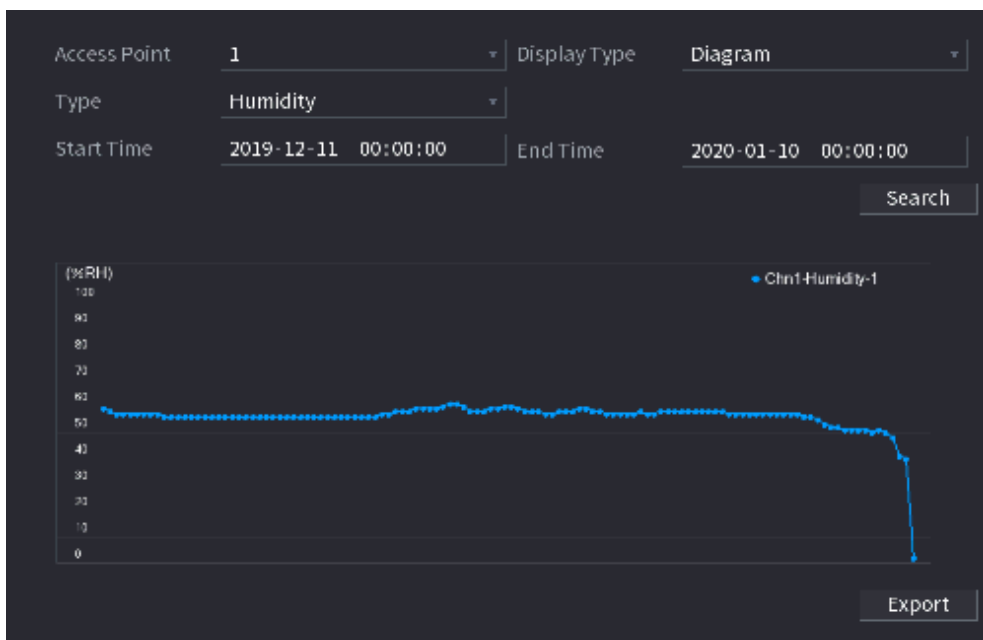 Access Point 1 Display Type Diagram
Type Humidity
Start Time 2019-12-11 00:00:00 End Time 2020-01-10 00:00:00
Search
(%RH)
Chn1-Humidity-1
100
90
80
70
60
50
40
30
20
10
0
Export